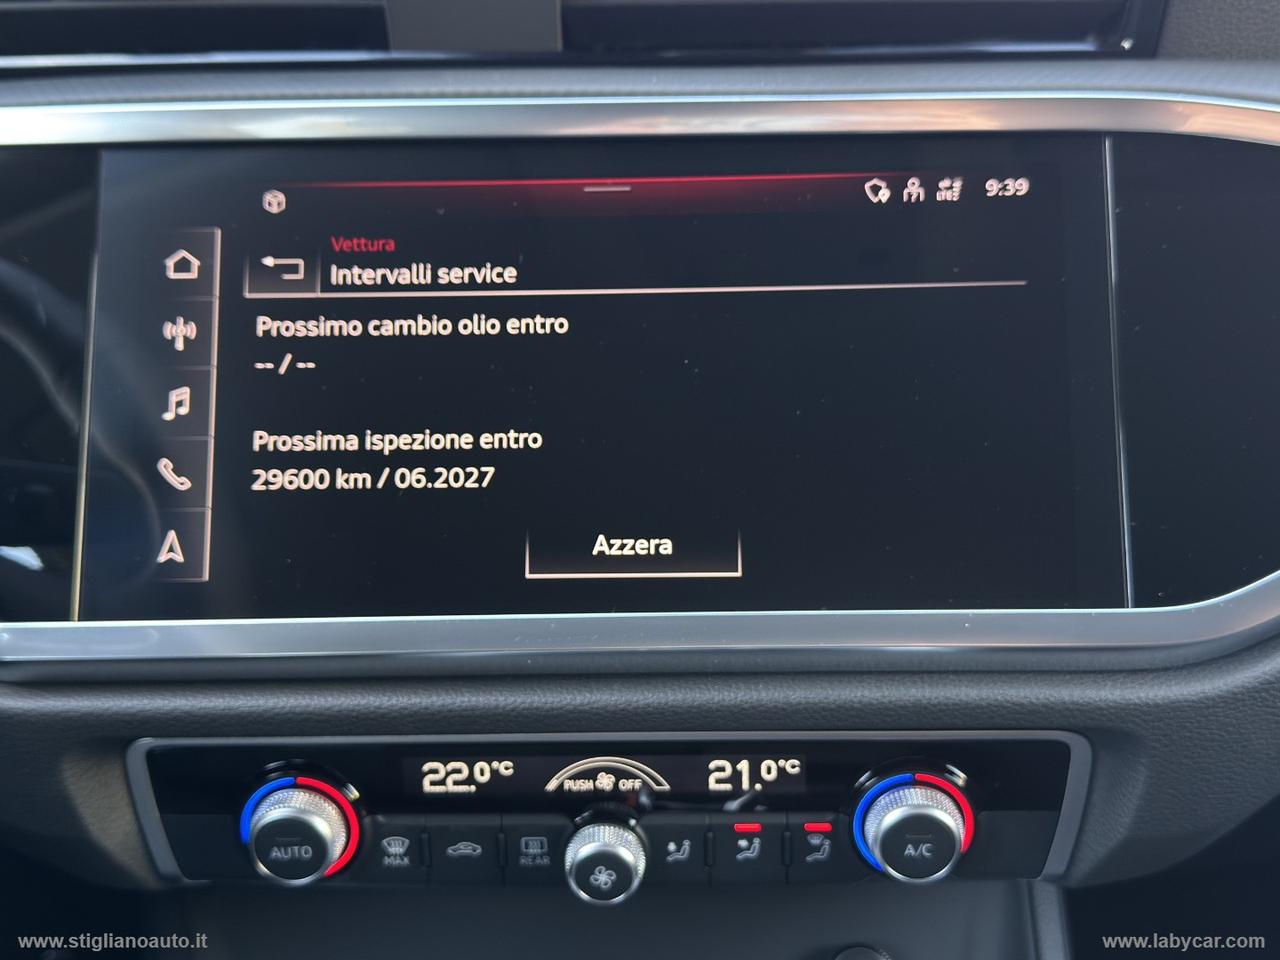 9:39
Vettura
Intervalli service
Prossimo cambio olio entro
-- / --
Prossima ispezione entro
29600 km / 06.2027
Azzera
22.0°C
PUSH OFF
21.0°C
AUTO
MAX
REAR
A/C
www.stiglianoauto.it
www.labycar.com